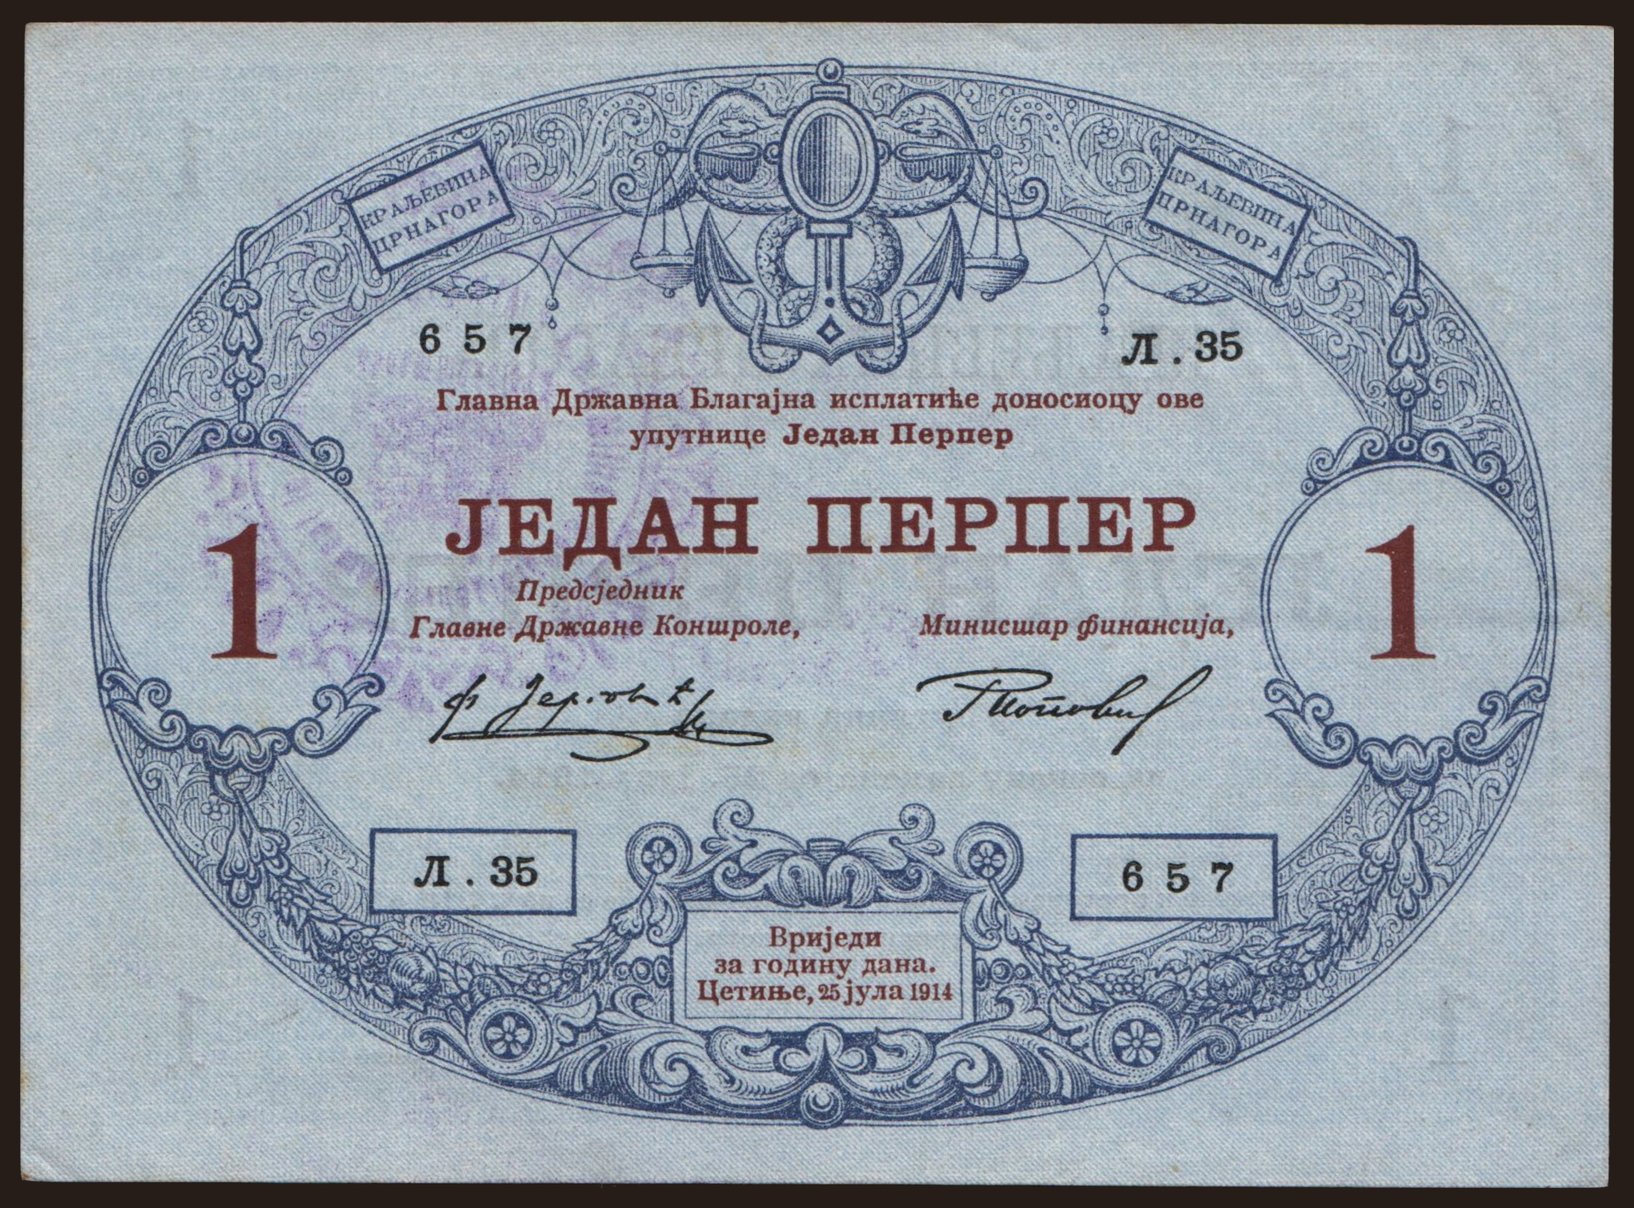 КРАЉЕВИНА
ЦРНАГОРА
КРАЉЕВИНА
ЦРНАГОРА
657
Л. 35
Главна Државна Благајна исплатиће доносиоцу ове
упутнице Један Перпер
ЈЕДАН ПЕРПЕР
1
1
Предсједник
Главне Државне Контроле,
Министар финансија,
Л. 35
657
Вриједи
за годину дана.
Цетиње, 25 јула 1914